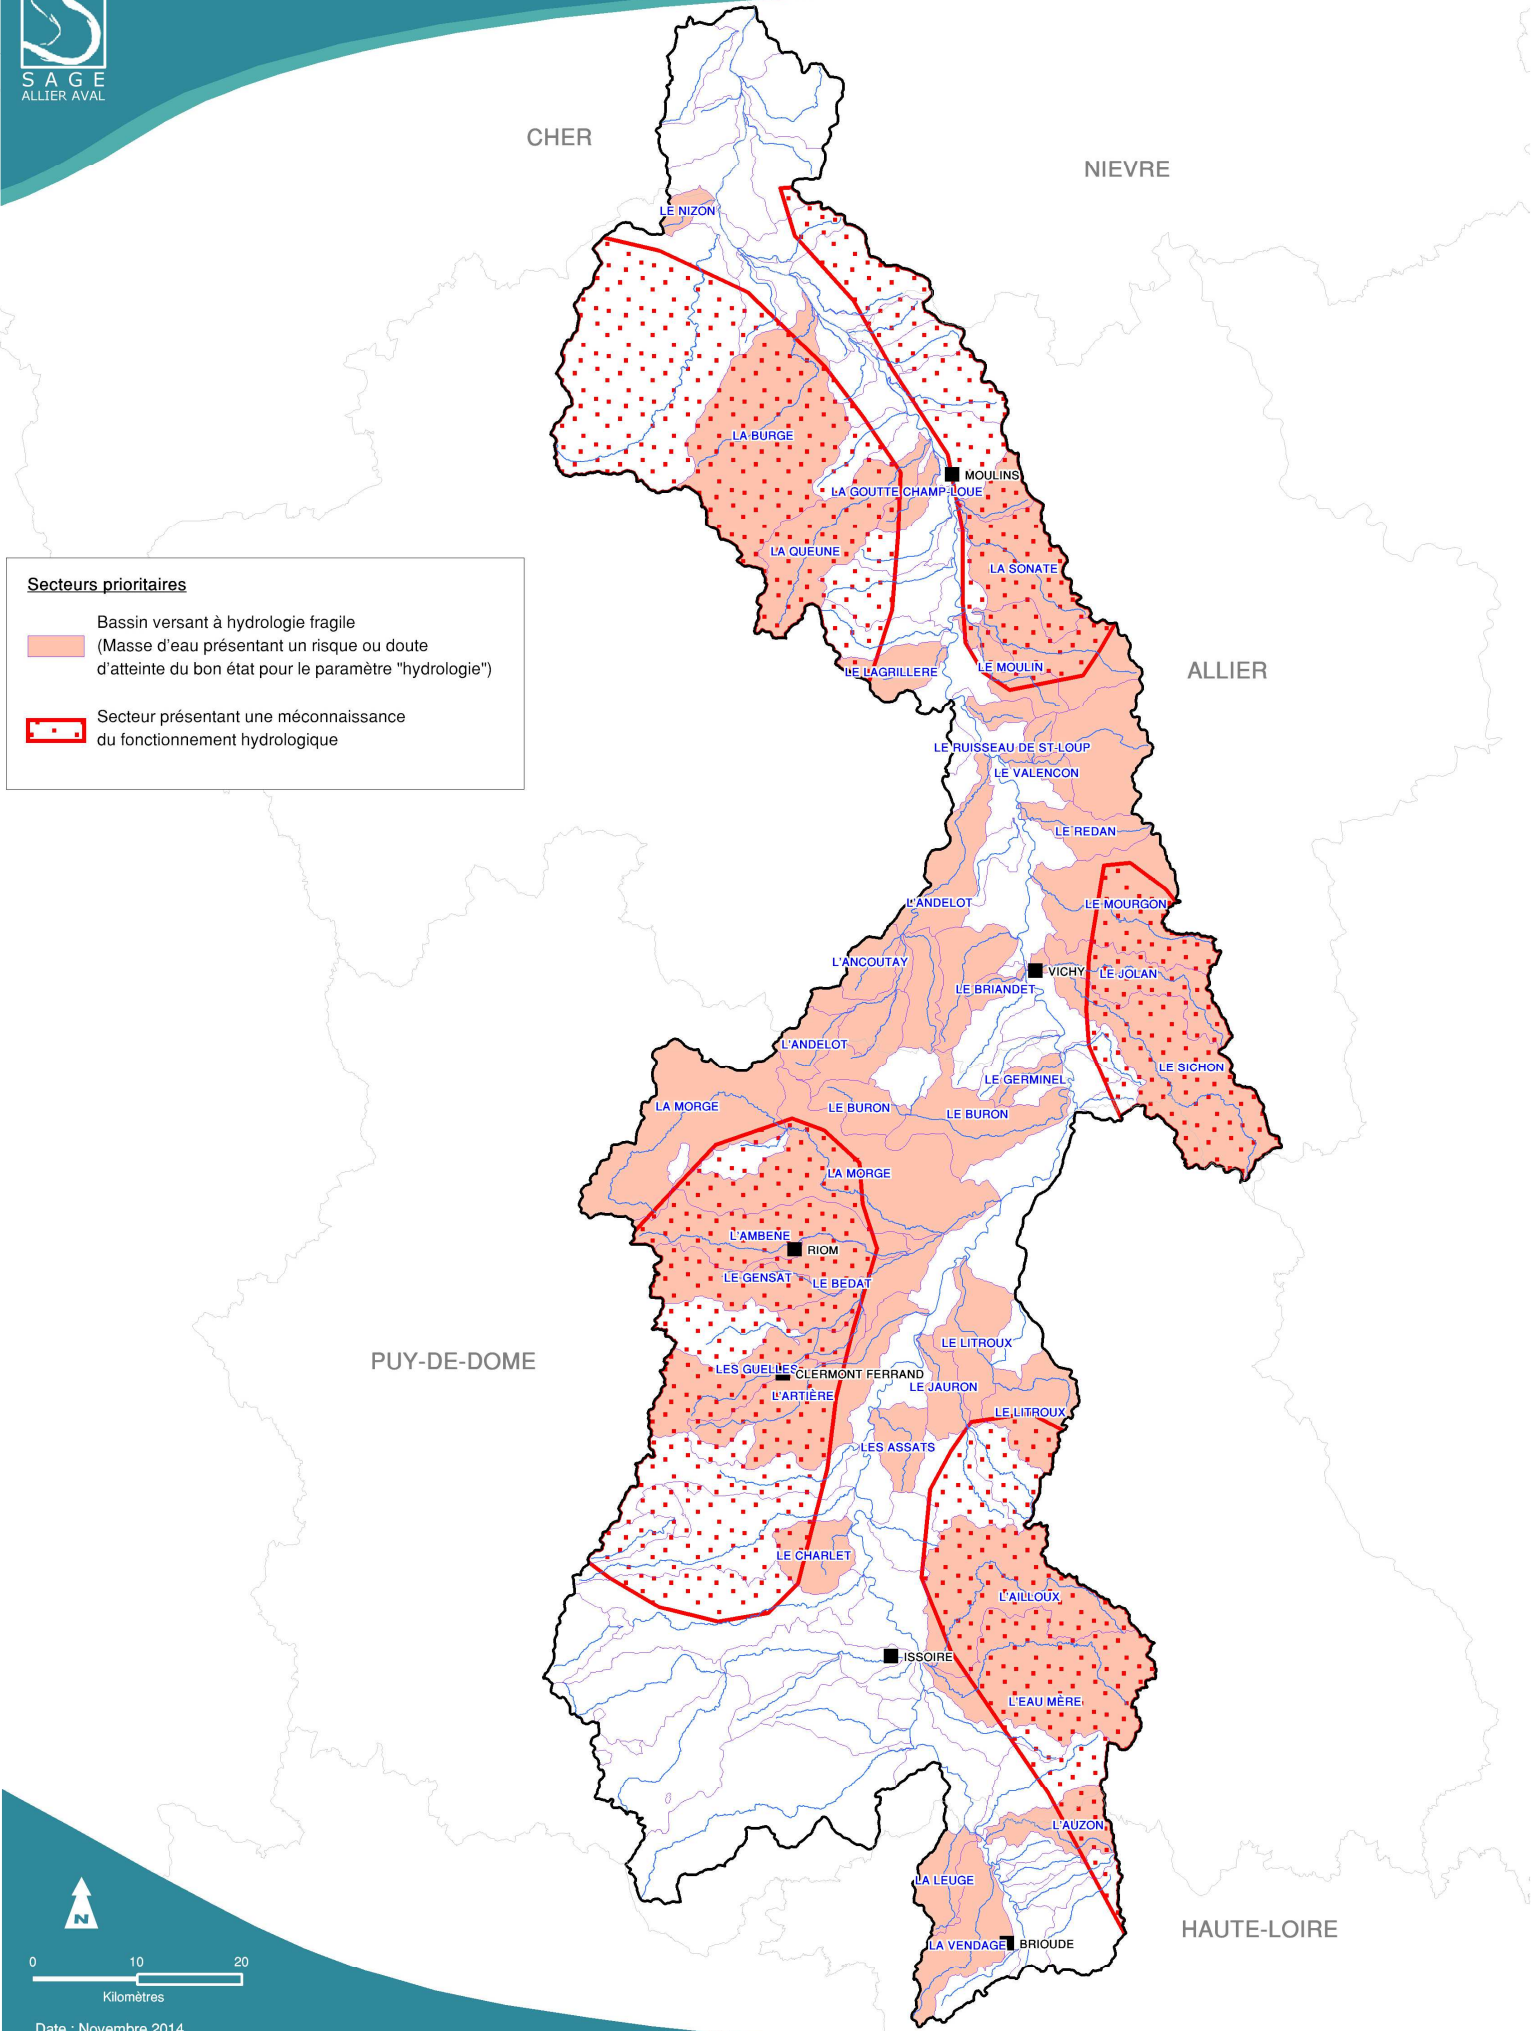 SAGE
ALLIER AVAL
CHER
NIEVRE
LE NIZON
LA BURGE
MOULINS
LA GOUTTE CHAMP-LOUE
LA QUEUNE
LA SONATE
Secteurs prioritaires
Bassin versant à hydrologie fragile
(Masse d'eau présentant un risque ou doute
d'atteinte du bon état pour le paramètre "hydrologie")
Secteur présentant une méconnaissance
du fonctionnement hydrologique
LE LAGRILLERE
LE MOULIN
ALLIER
LE RUISSEAU DE ST-LOUP
LE VALENCON
LE REDAN
L'ANDELOT
LE MOURGON
L'ANCOUTAY
VICHY
LE JOLAN
LE BRIANDET
L'ANDELOT
LE SICHON
LE GERMINEL
LA MORGE
LE BURON
LE BURON
LA MORGE
L'AMBENE
RIOM
LE GENSAT
LE BEDAT
LE LITROUX
PUY-DE-DOME
LES GUELLES
CLERMONT FERRAND
LE JAURON
L'ARTIÈRE
LE LITROUX
LES ASSATS
LE CHARLET
L'AILLOUX
ISSOIRE
L'EAU MÈRE
L'AUZON
LA LEUGE
HAUTE-LOIRE
LA VENDAGE
BRIOUDE
N
0 10 20
Kilomètres
Date : Novembre 2014